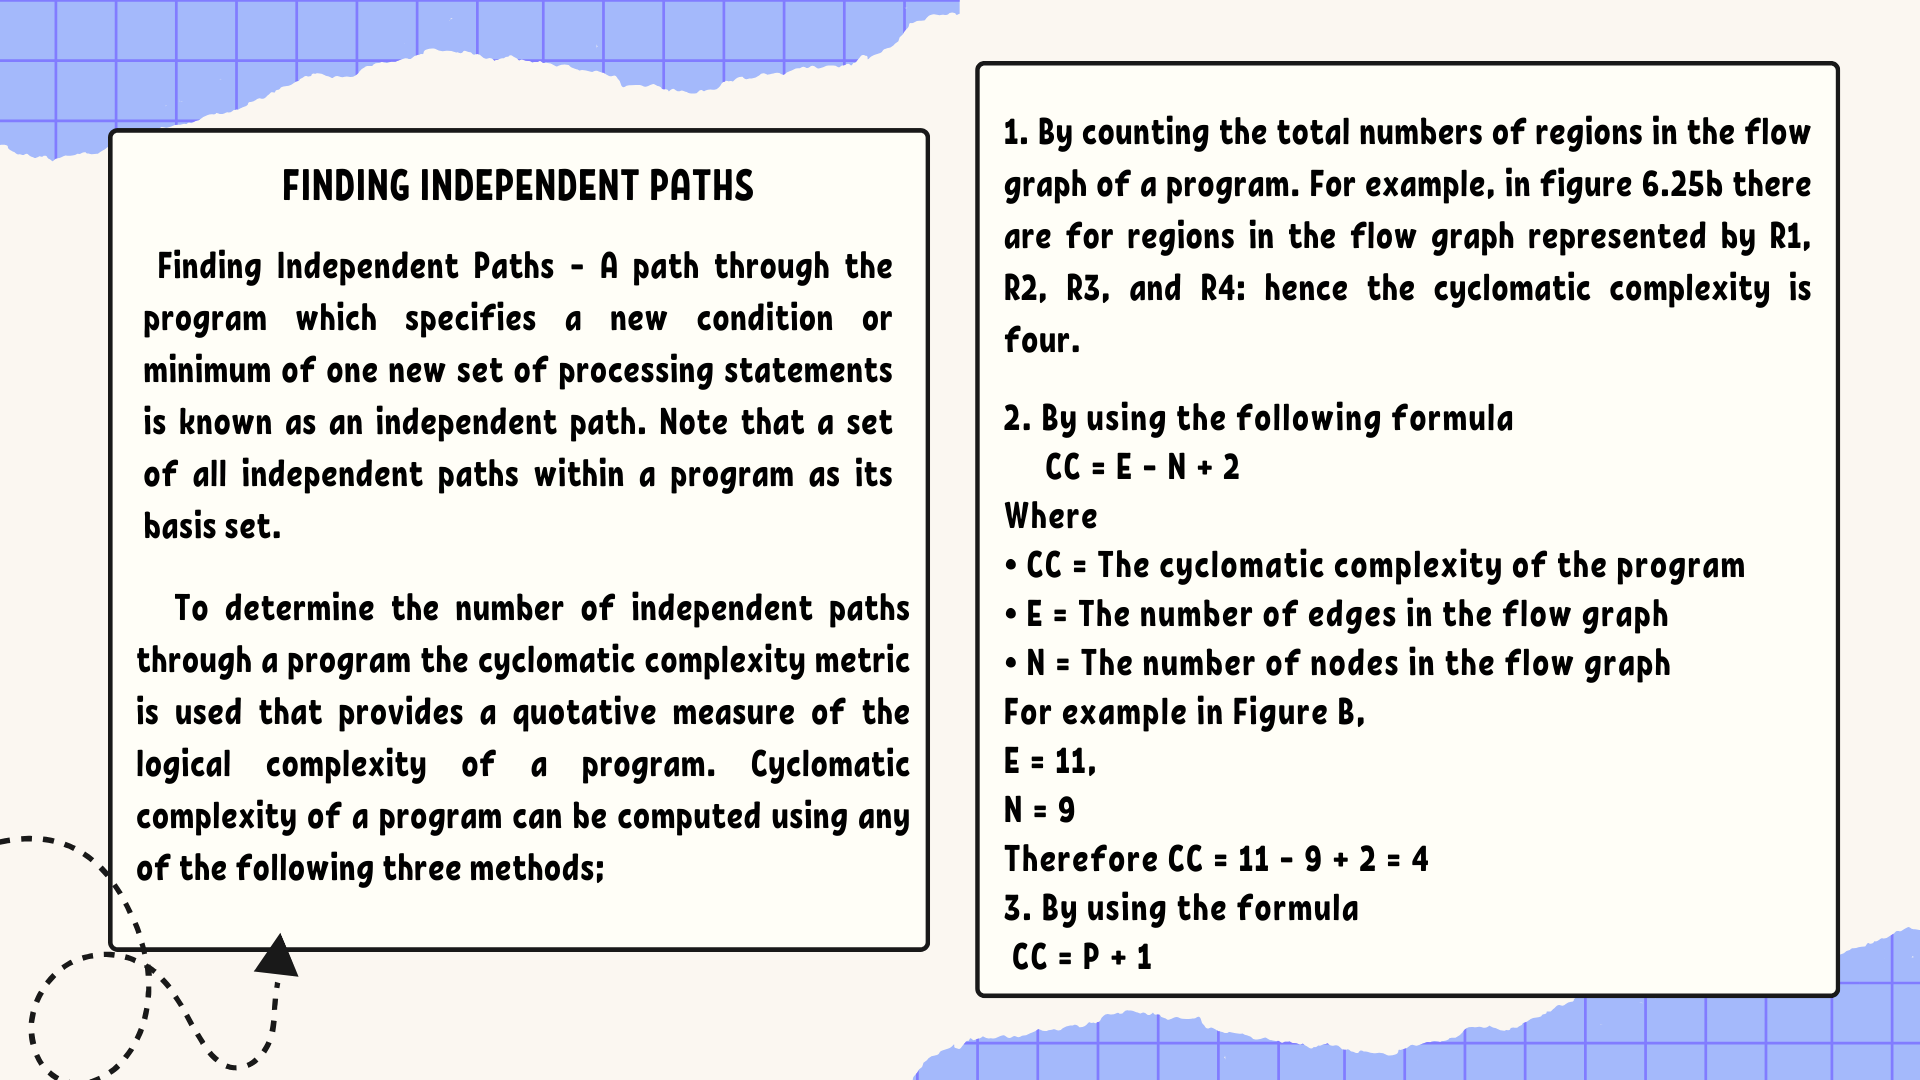 FINDING INDEPENDENT PATHS
Finding Independent Paths - A path through the
program which specifies a new condition or
minimum of one new set of processing statements
is known as an independent path. Note that a set
of all independent paths within a program as its
basis set.
To determine the number of independent paths
through a program the cyclomatic complexity metric
is used that provides a quotative measure of the
logical complexity of a program. Cyclomatic
complexity of a program can be computed using any
of the following three methods;
1. By counting the total numbers of regions in the flow
graph of a program. For example, in figure 6.25b there
are for regions in the flow graph represented by R1,
R2, R3, and R4: hence the cyclomatic complexity is
four.
2. By using the following formula
CC = E - N + 2
Where
• CC = The cyclomatic complexity of the program
• E = The number of edges in the flow graph
• N = The number of nodes in the flow graph
For example in Figure B,
E = 11,
N = 9
Therefore CC = 11 - 9 + 2 = 4
3. By using the formula
CC = P + 1